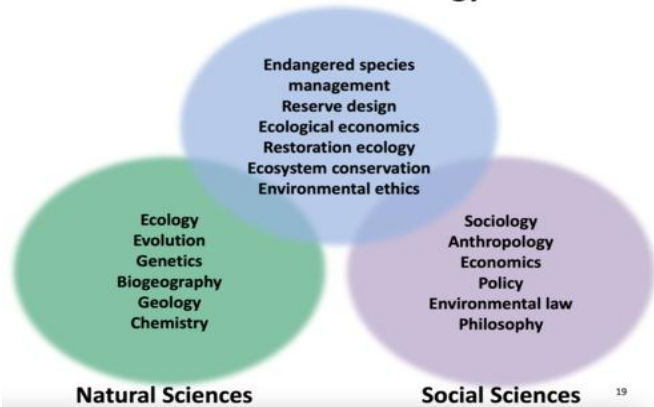 Endangered species
management
Reserve design
Ecological economics
Restoration ecology
Ecosystem conservation
Environmental ethics
Ecology
Evolution
Genetics
Biogeography
Geology
Chemistry
Sociology
Anthropology
Economics
Policy
Environmental law
Philosophy
Natural Sciences
Social Sciences
19